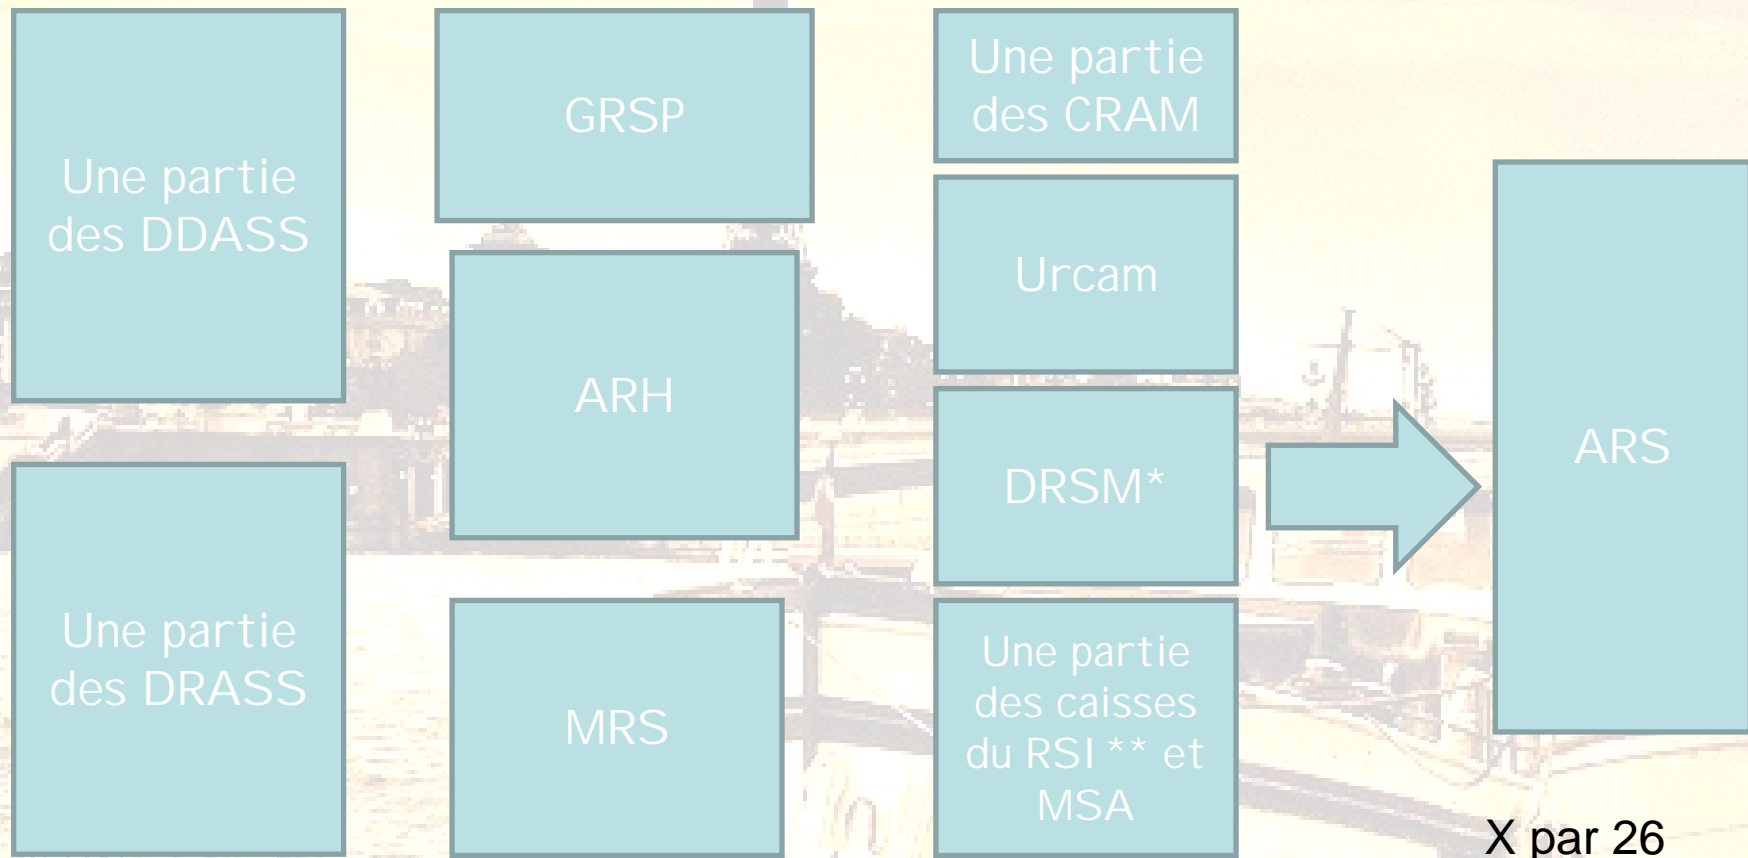 Une partie
des DDASS
Une partie
des DRASS
GRSP
ARH
MRS
Une partie
des CRAM
Urcam
DRSM*
Une partie
des caisses
du RSI ** et
MSA
ARS
X par 26